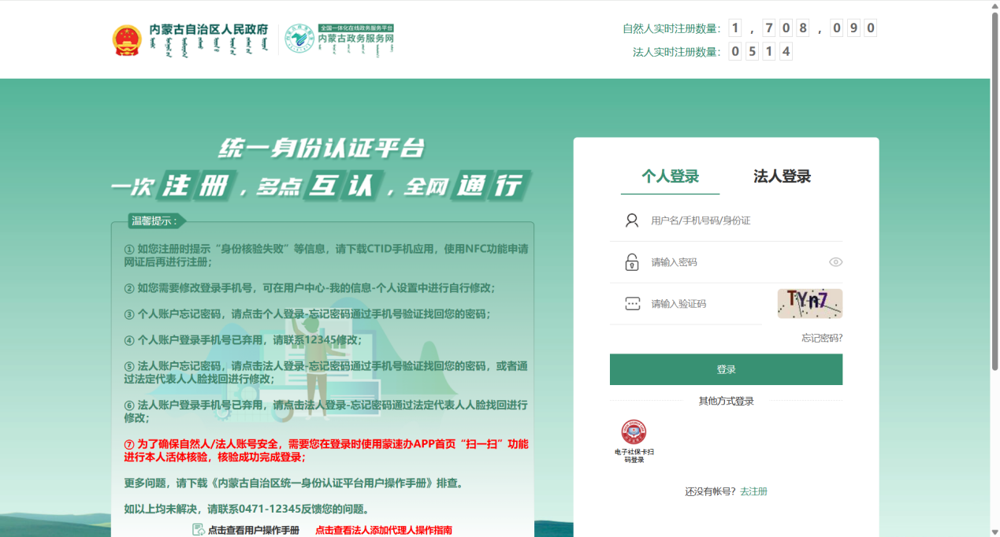 内蒙古自治区人民政府
全国一体化在线政务服务平台
内蒙古政务服务网
自然人实时注册数量： 1,708,090
法人实时注册数量： 0514
统一身份认证平台
一次注册，多点互认，全网通行
温馨提示：
① 如您注册时提示“身份核验失败”等信息，请下载CTID手机应用，使用NFC功能申请
网证后再进行注册；
② 如您需要修改登录手机号，可在用户中心-我的信息-个人设置中进行自行修改；
③ 个人账户忘记密码，请点击个人登录-忘记密码通过手机号验证找回您的密码；
④ 个人账户登录手机号已弃用，请联系12345修改；
⑤ 法人账户忘记密码，请点击法人登录-忘记密码通过手机号验证找回您的密码，或者通
过法定代表人人脸找回进行修改；
⑥ 法人账户登录手机号已弃用，请点击法人登录-忘记密码通过法定代表人人脸找回进行
修改；
⑦ 为了确保自然人/法人账号安全，需要您在登录时使用蒙速办APP首页“扫一扫”功能
进行本人活体核验，核验成功完成登录；
更多问题，请下载《内蒙古自治区统一身份认证平台用户操作手册》排查。
如以上均未解决，请联系0471-12345反馈您的问题。
点击查看用户操作手册 点击查看法人添加代理人操作指南
个人登录 法人登录
用户名/手机号码/身份证
请输入密码
请输入验证码 TYn7
忘记密码?
登录
其他方式登录
电子社保卡扫
码登录
还没有帐号? 去注册